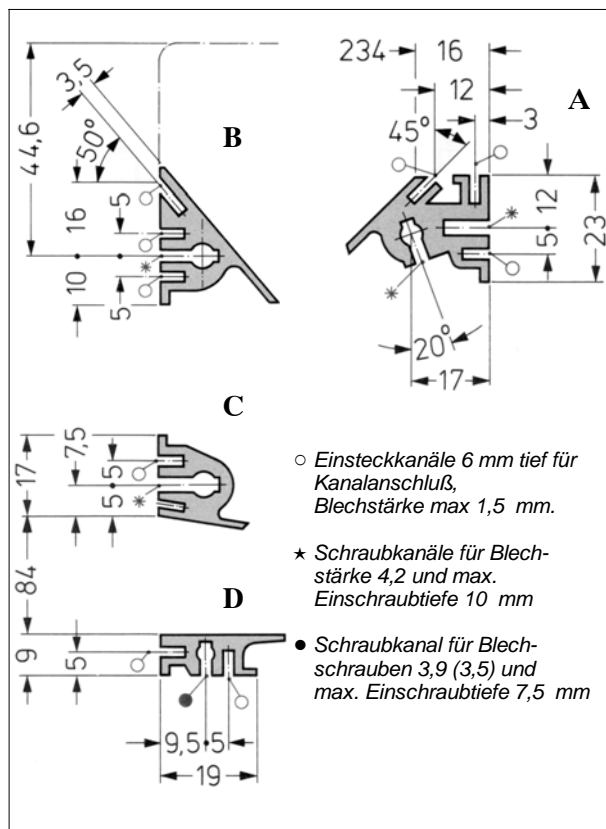 234 16
12
A
3
45°
12
5
23
20°
17
3,5
44,6
50°
B
16
5
10
5
C
7,5
17
5
5
84
D
9
5
9,5 5
19
○ Einsteckkanäle 6 mm tief für
Kanalanschluß,
Blechstärke max 1,5 mm.
★ Schraubkanäle für Blech-
stärke 4,2 und max.
Einschraubtiefe 10 mm
● Schraubkanal für Blech-
schrauben 3,9 (3,5) und
max. Einschraubtiefe 7,5 mm